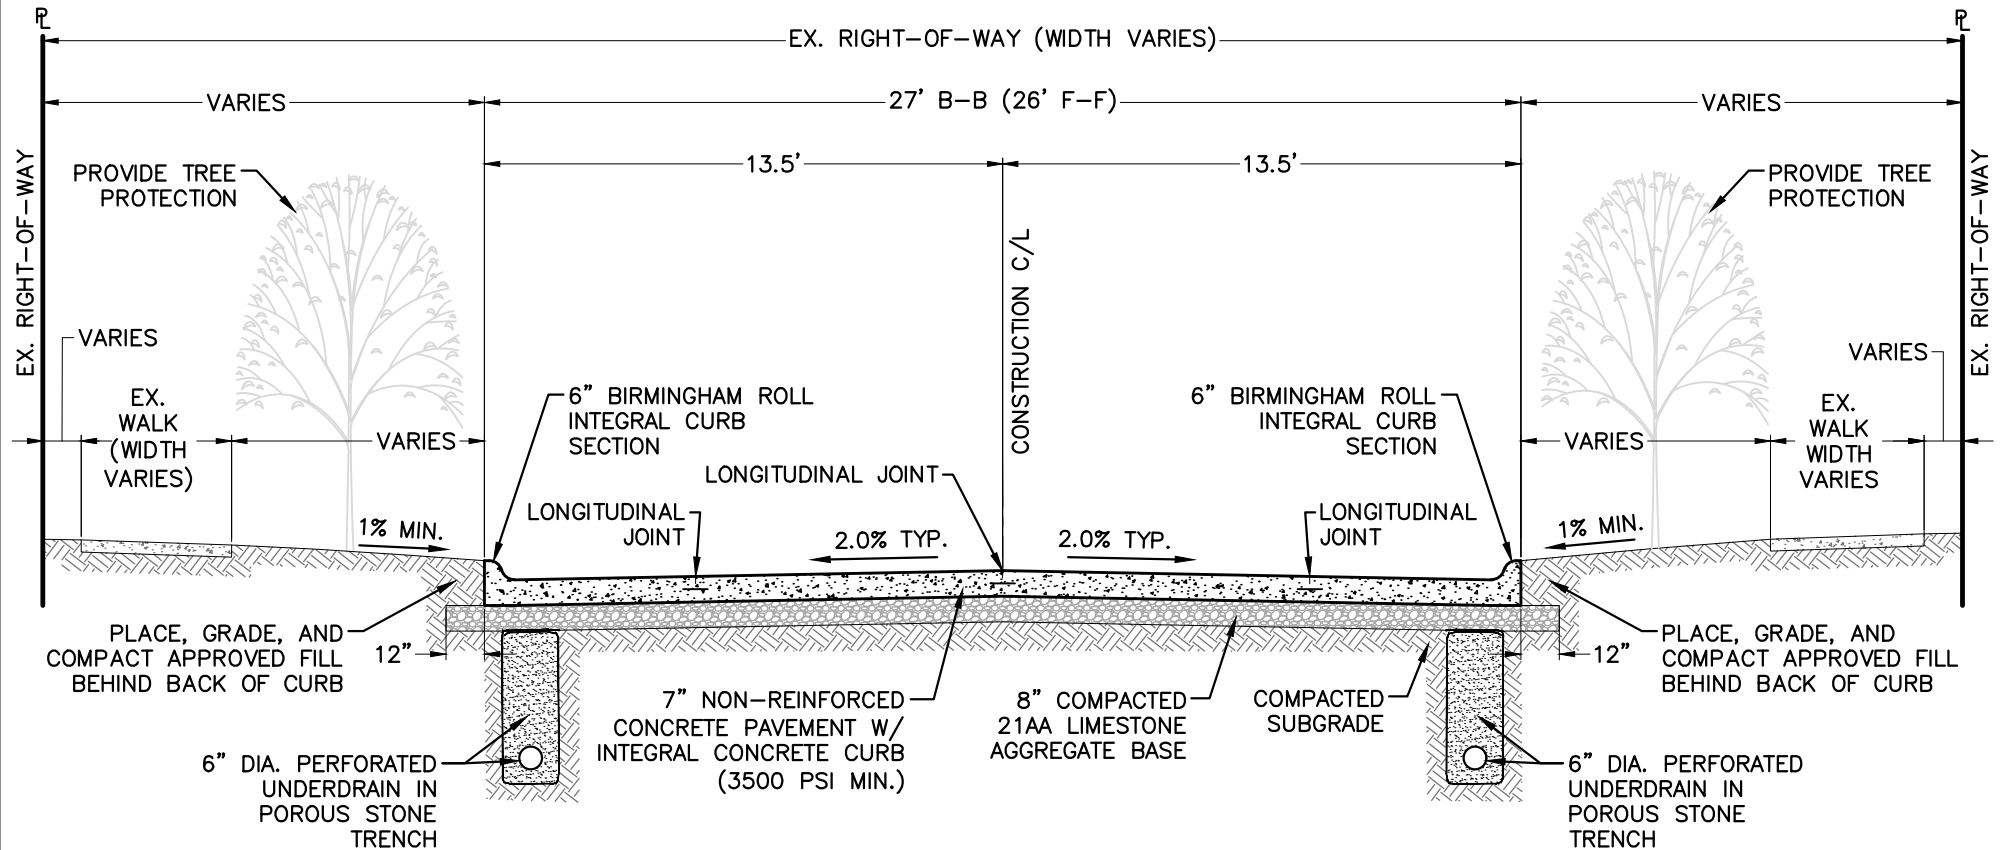 PL
PL
EX. RIGHT-OF-WAY (WIDTH VARIES)
VARIES
27' B-B (26' F-F)
VARIES
13.5'
13.5'
EX. RIGHT-OF-WAY
PROVIDE TREE
PROTECTION
PROVIDE TREE
PROTECTION
EX. RIGHT-OF-WAY
CONSTRUCTION C/L
VARIES
VARIES
EX.
WALK
(WIDTH
VARIES)
VARIES
6" BIRMINGHAM ROLL
INTEGRAL CURB
SECTION
6" BIRMINGHAM ROLL
INTEGRAL CURB
SECTION
VARIES
EX.
WALK
WIDTH
VARIES
LONGITUDINAL JOINT
LONGITUDINAL
JOINT
LONGITUDINAL
JOINT
1% MIN.
2.0% TYP.
2.0% TYP.
1% MIN.
PLACE, GRADE, AND
COMPACT APPROVED FILL
BEHIND BACK OF CURB
12"
12"
PLACE, GRADE, AND
COMPACT APPROVED FILL
BEHIND BACK OF CURB
7" NON-REINFORCED
CONCRETE PAVEMENT W/
INTEGRAL CONCRETE CURB
(3500 PSI MIN.)
8" COMPACTED
21AA LIMESTONE
AGGREGATE BASE
COMPACTED
SUBGRADE
6" DIA. PERFORATED
UNDERDRAIN IN
POROUS STONE
TRENCH
6" DIA. PERFORATED
UNDERDRAIN IN
POROUS STONE
TRENCH